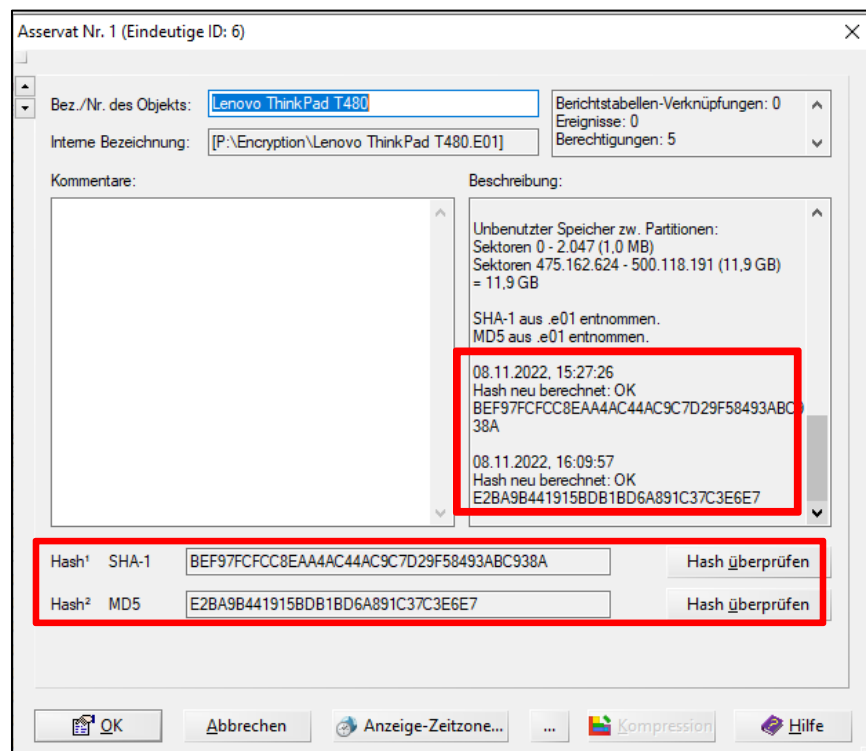 Asservat Nr. 1 (Eindeutige ID: 6)
Bez./Nr. des Objekts:
Lenovo ThinkPad T480
Berichtstabellen-Verknüpfungen: 0
Ereignisse: 0
Berechtigungen: 5
Interne Bezeichnung:
[P:\Encryption\Lenovo ThinkPad T480.E01]
Kommentare:
Beschreibung:
Unbenutzter Speicher zw. Partitionen:
Sektoren 0 - 2.047 (1,0 MB)
Sektoren 475.162.624 - 500.118.191 (11,9 GB)
= 11,9 GB
SHA-1 aus .e01 entnommen.
MD5 aus .e01 entnommen.
08.11.2022, 15:27:26
Hash neu berechnet: OK
BEF97FCFCC8EAA4AC44AC9C7D29F58493ABC9
38A
08.11.2022, 16:09:57
Hash neu berechnet: OK
E2BA9B441915BDB1BD6A891C37C3E6E7
Hash¹ SHA-1 BEF97FCFCC8EAA4AC44AC9C7D29F58493ABC938A Hash überprüfen
Hash² MD5 E2BA9B441915BDB1BD6A891C37C3E6E7 Hash überprüfen
OK Abbrechen Anzeige-Zeitzone... ... Kompression Hilfe